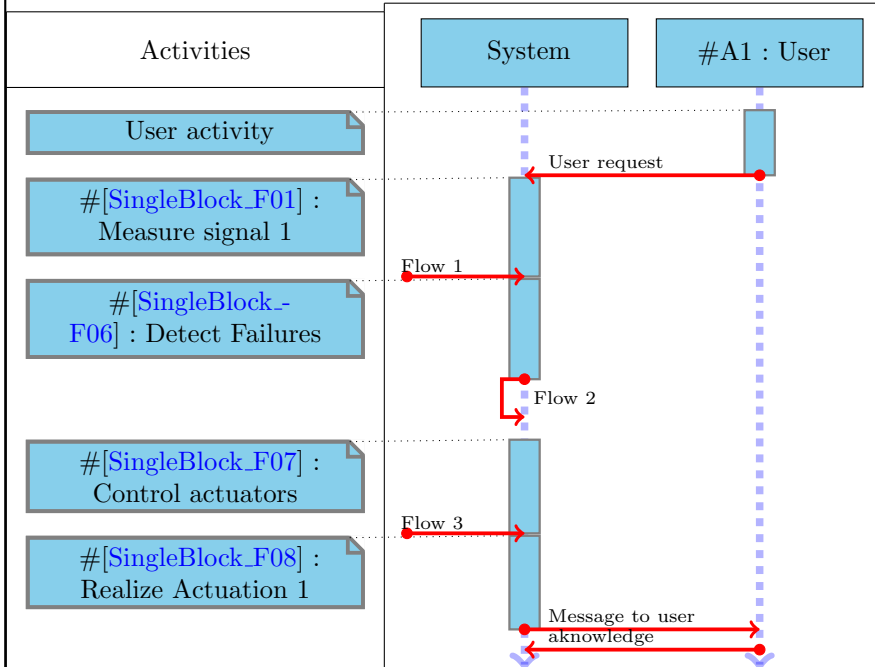 Activities
System
#A1 : User
User activity
User request
#[SingleBlock_F01] :
Measure signal 1
Flow 1
#[SingleBlock_-
F06] : Detect Failures
Flow 2
#[SingleBlock_F07] :
Control actuators
Flow 3
#[SingleBlock_F08] :
Realize Actuation 1
Message to user
aknowledge